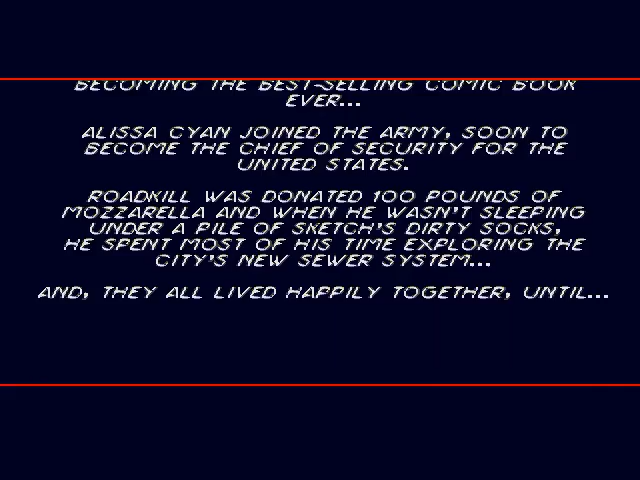 BECOMING THE BEST-SELLING COMIC BOOK
EVER...
ALISSA CYAN JOINED THE ARMY, SOON TO
BECOME THE CHIEF OF SECURITY FOR THE
UNITED STATES.
ROADKILL WAS DONATED 100 POUNDS OF
MOZZARELLA AND WHEN HE WASN'T SLEEPING
UNDER A PILE OF SKETCH'S DIRTY SOCKS,
HE SPENT MOST OF HIS TIME EXPLORING THE
CITY'S NEW SEWER SYSTEM...
AND, THEY ALL LIVED HAPPILY TOGETHER, UNTIL...